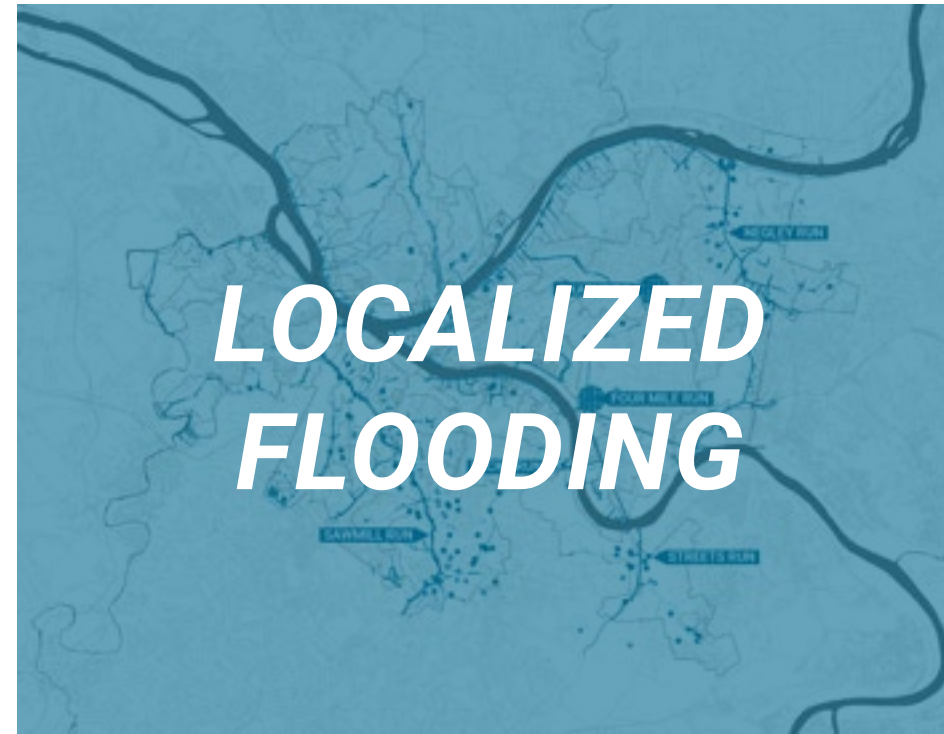 NEGLEY RUN
LOCALIZED
FOUR MILE RUN
FLOODING
SAWMILL RUN
STREETS RUN